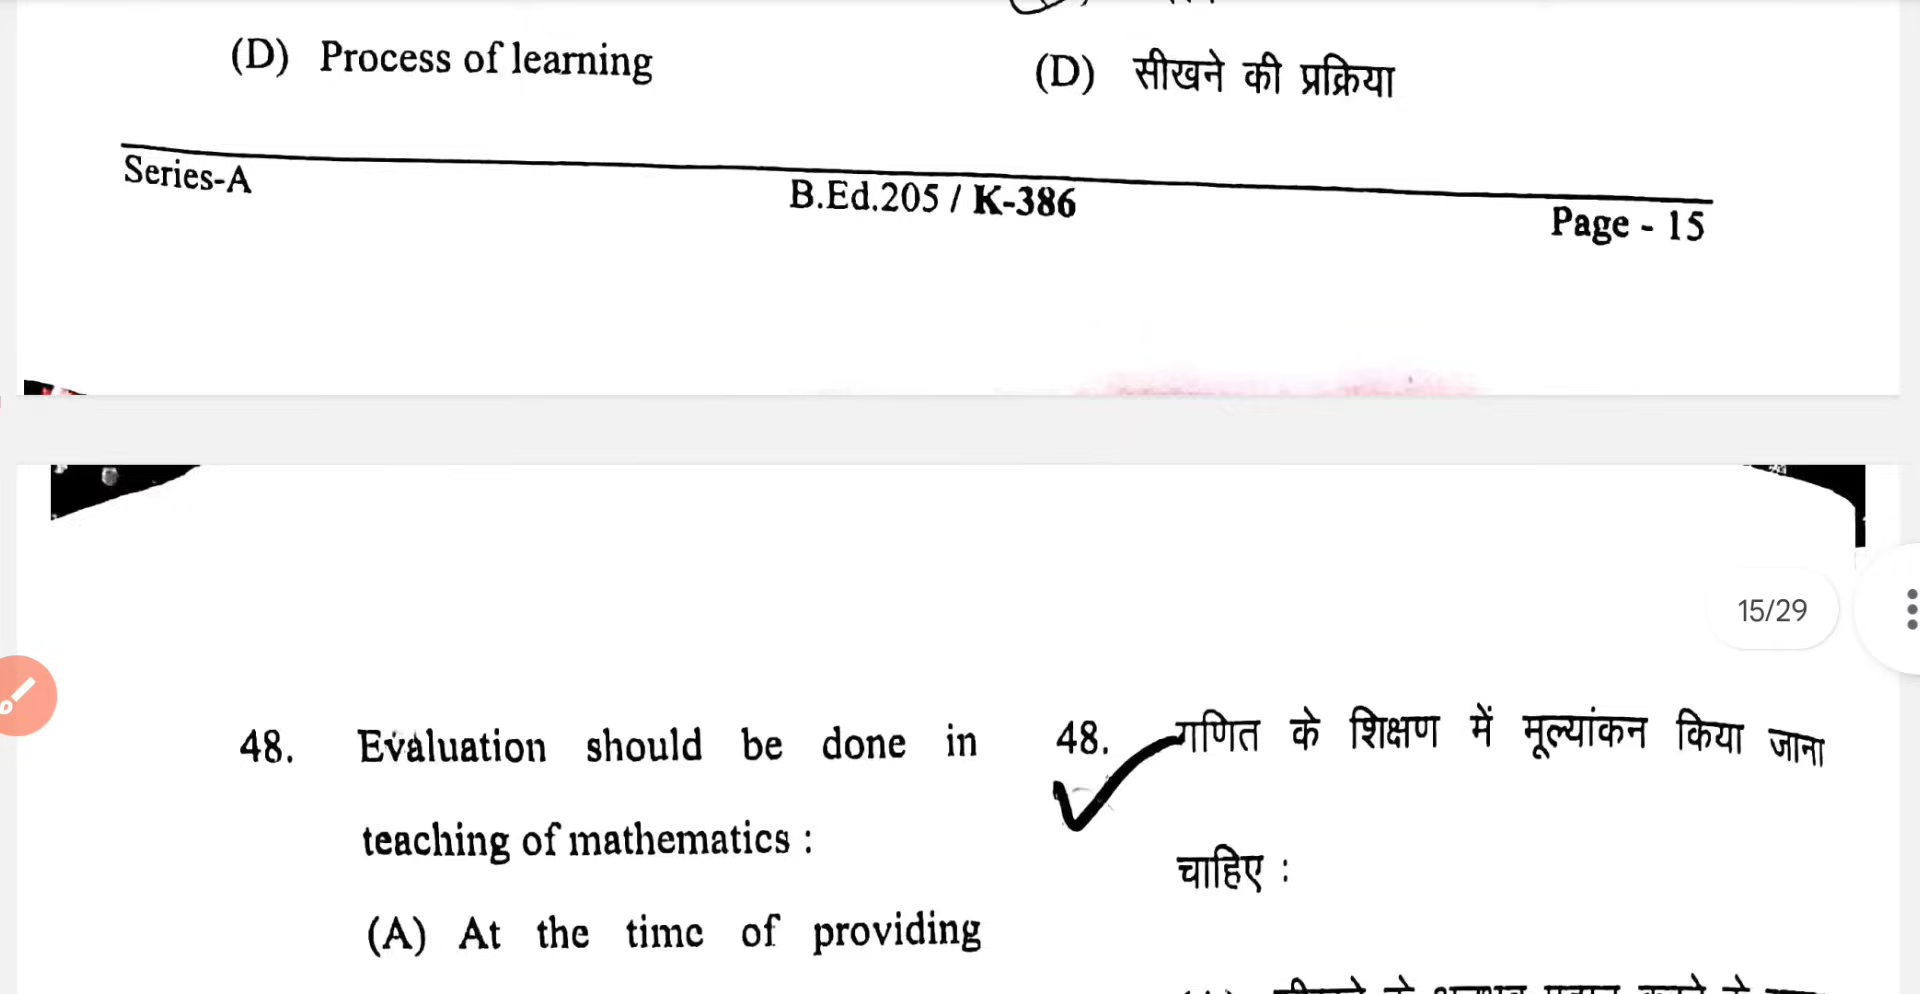 (D) Process of learning
(D) सीखने की प्रक्रिया
Series-A
B.Ed.205 / K-386
Page - 15
15/29
48. Evaluation should be done in
teaching of mathematics :
(A) At the time of providing
48. गणित के शिक्षण में मूल्यांकन किया जाना
चाहिए :